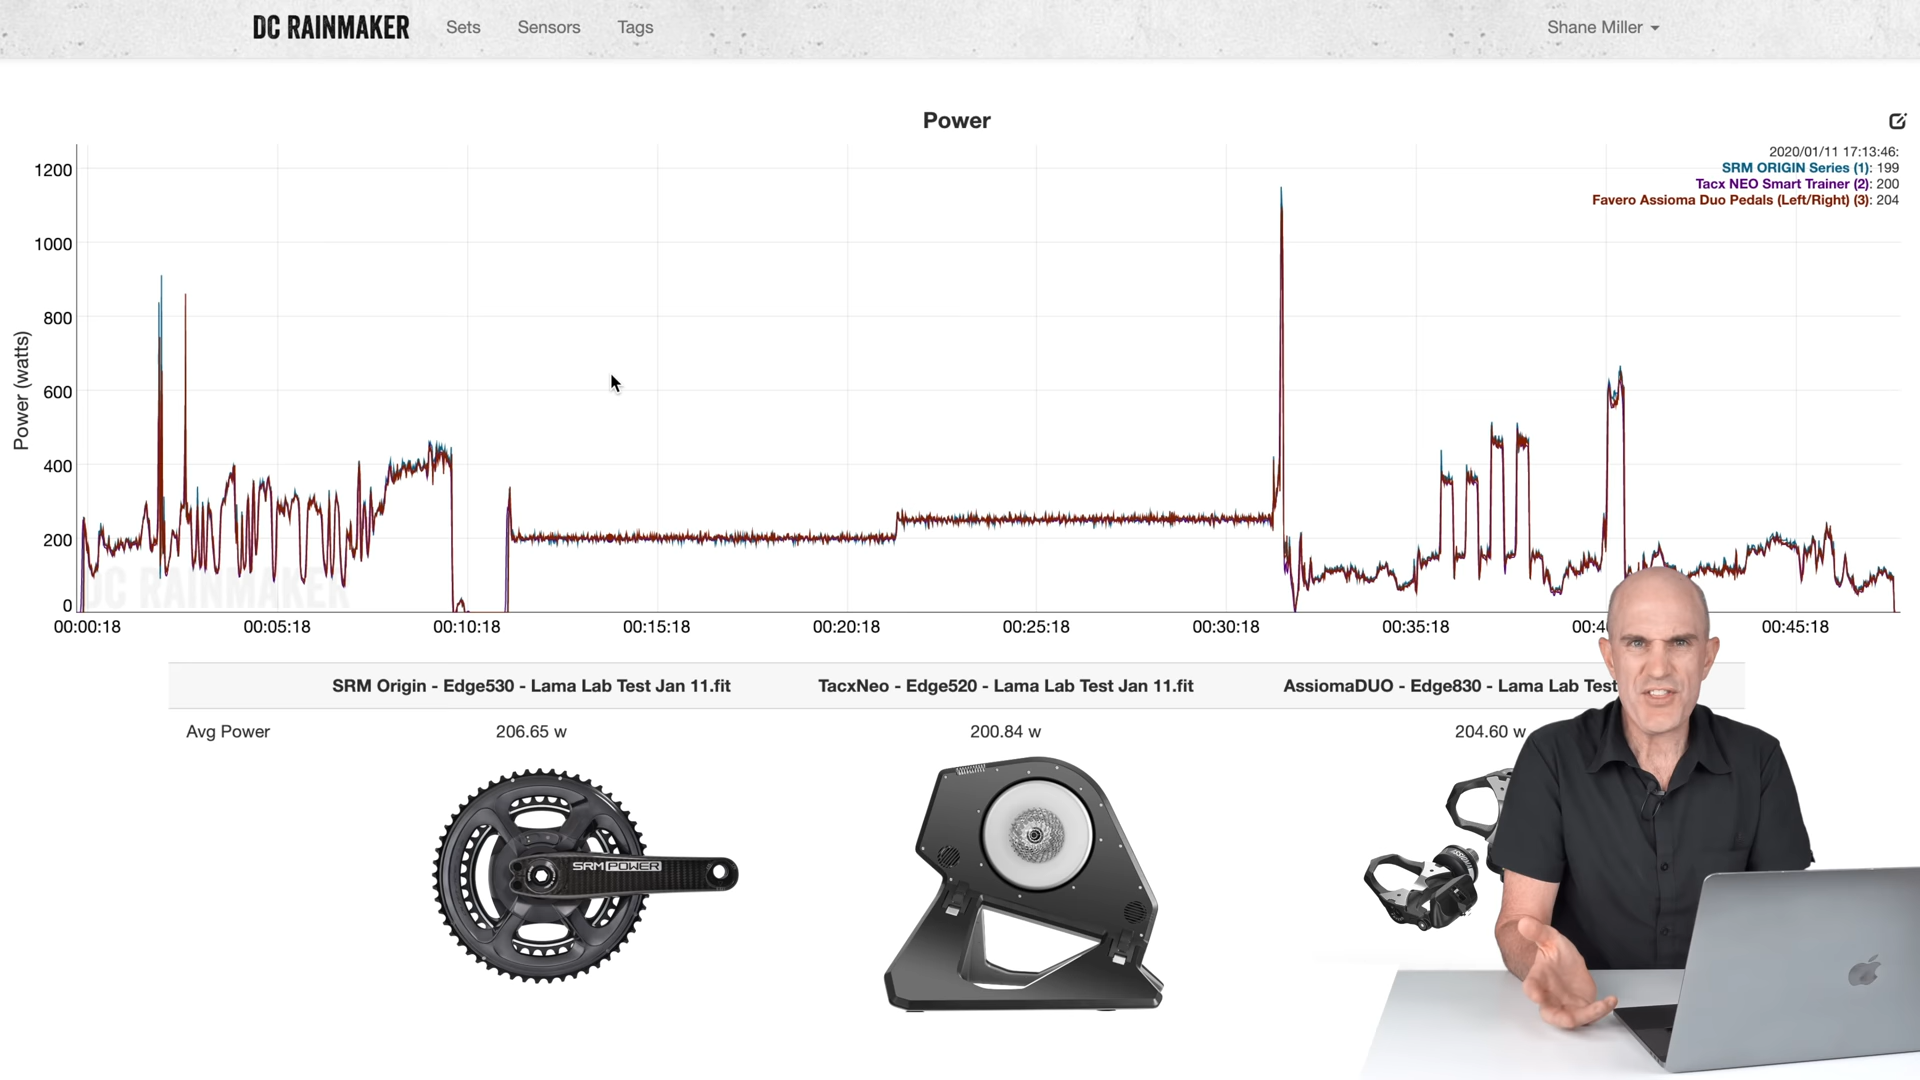 DC RAINMAKER Sets Sensors Tags Shane Miller
Power
2020/01/11 17:13:46:
SRM ORIGIN Series (1): 199
Tacx NEO Smart Trainer (2): 200
Favero Assioma Duo Pedals (Left/Right) (3): 204
1200
1000
800
600
400
200
0
Power (watts)
DC RAINMAKER
00:00:18 00:05:18 00:10:18 00:15:18 00:20:18 00:25:18 00:30:18 00:35:18 00:4 00:45:18
SRM Origin - Edge530 - Lama Lab Test Jan 11.fit TacxNeo - Edge520 - Lama Lab Test Jan 11.fit AssiomaDUO - Edge830 - Lama Lab Test
Avg Power 206.65 w 200.84 w 204.60 w
SRM POWER